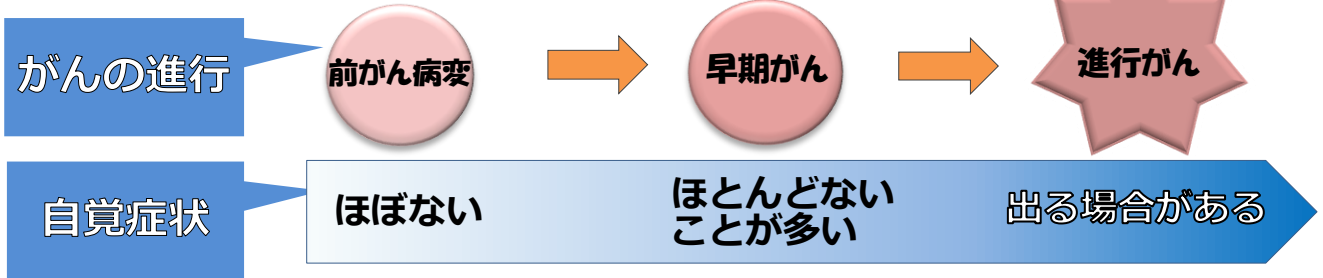 がんの進行
前がん病変
早期がん
進行がん
自覚症状
ほぼない
ほとんどない
ことが多い
出る場合がある